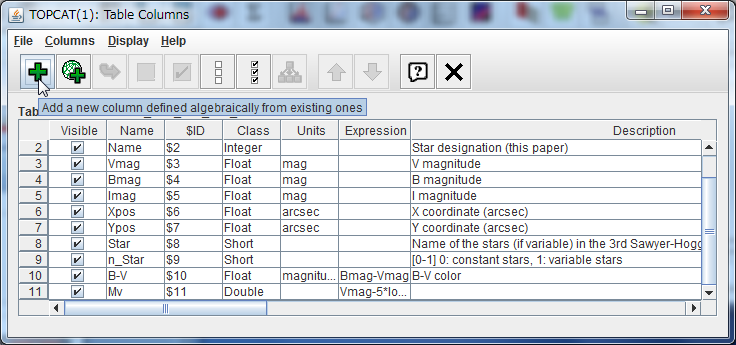 TOPCAT(1): Table Columns
File Columns Display Help
Add a new column defined algebraically from existing ones
Visible Name $ID Class Units Expression Description
2 Name $2 Integer Star designation (this paper)
3 Vmag $3 Float mag V magnitude
4 Bmag $4 Float mag B magnitude
5 Imag $5 Float mag I magnitude
6 Xpos $6 Float arcsec X coordinate (arcsec)
7 Ypos $7 Float arcsec Y coordinate (arcsec)
8 Star $8 Short Name of the stars (if variable) in the 3rd Sawyer-Hogg
9 n_Star $9 Short [0-1] 0: constant stars, 1: variable stars
10 B-V $10 Float magnitu... Bmag-Vmag B-V color
11 Mv $11 Double Vmag-5*lo...